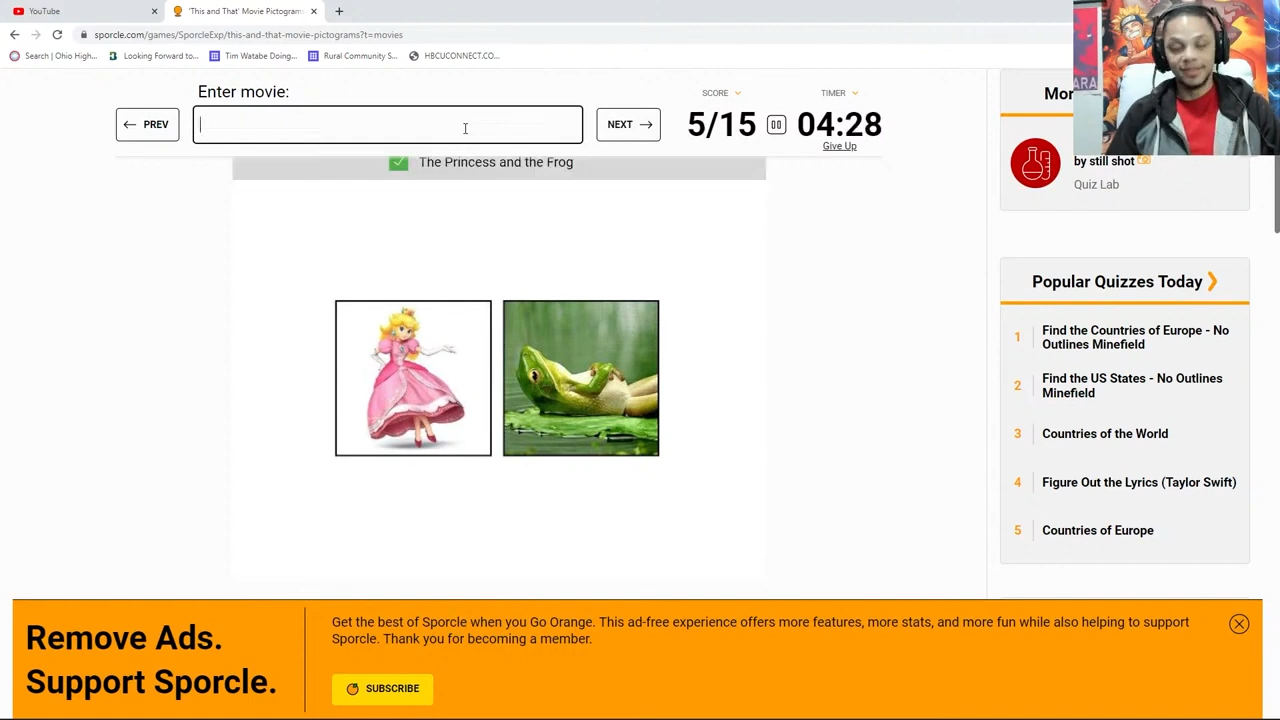 YouTube
'This and That' Movie Pictograms
sporcle.com/games/SporcleExp/this-and-that-movie-pictograms?t=movies
Search | Ohio High...
Looking Forward to...
Tim Watabe Doing...
Rural Community S...
HBCUCONNECT.CO...
Enter movie:
PREV
NEXT
SCORE
5/15
TIMER
04:28
Give Up
The Princess and the Frog
Mor
by still shot
Quiz Lab
Popular Quizzes Today
1 Find the Countries of Europe - No
Outlines Minefield
2 Find the US States - No Outlines
Minefield
3 Countries of the World
4 Figure Out the Lyrics (Taylor Swift)
5 Countries of Europe
Remove Ads.
Support Sporcle.
Get the best of Sporcle when you Go Orange. This ad-free experience offers more features, more stats, and more fun while also helping to support
Sporcle. Thank you for becoming a member.
SUBSCRIBE
ARA